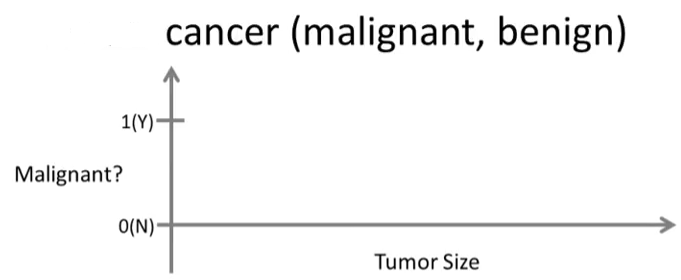 cancer (malignant, benign)
1(Y)
Malignant?
0(N)
Tumor Size